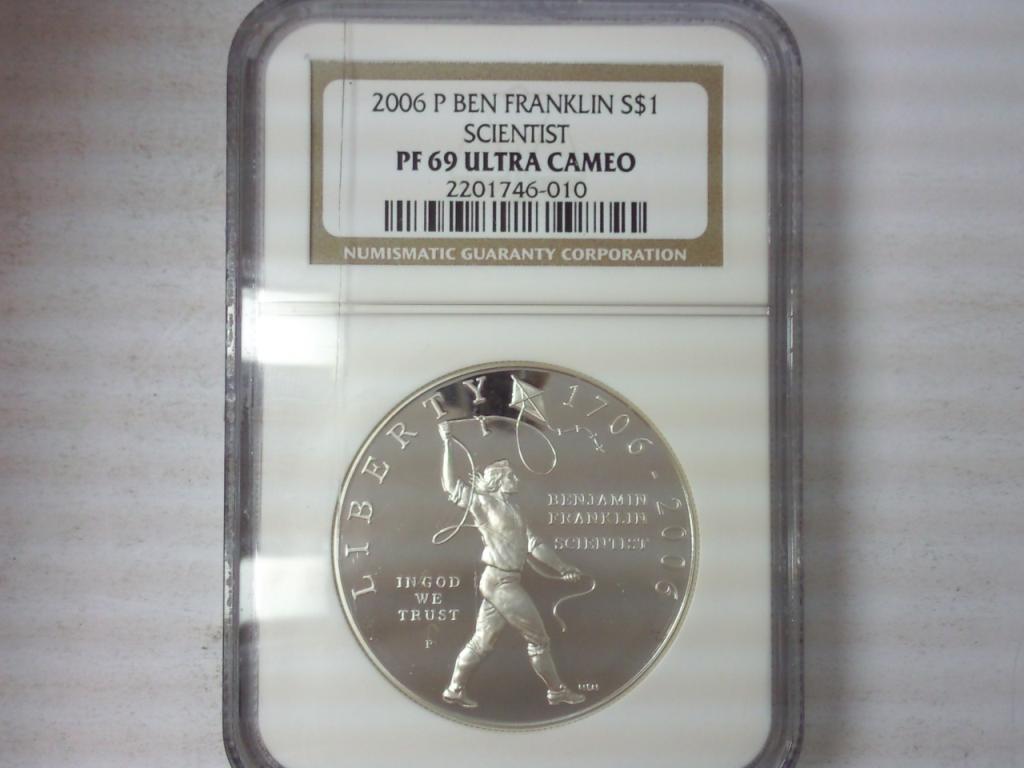 2006 P BEN FRANKLIN S$1
SCIENTIST
PF 69 ULTRA CAMEO
2201746-010
NUMISMATIC GUARANTY CORPORATION
LIBERTY 1706-2006
BENJAMIN
FRANKLIN
SCIENTIST
IN GOD
WE
TRUST
P